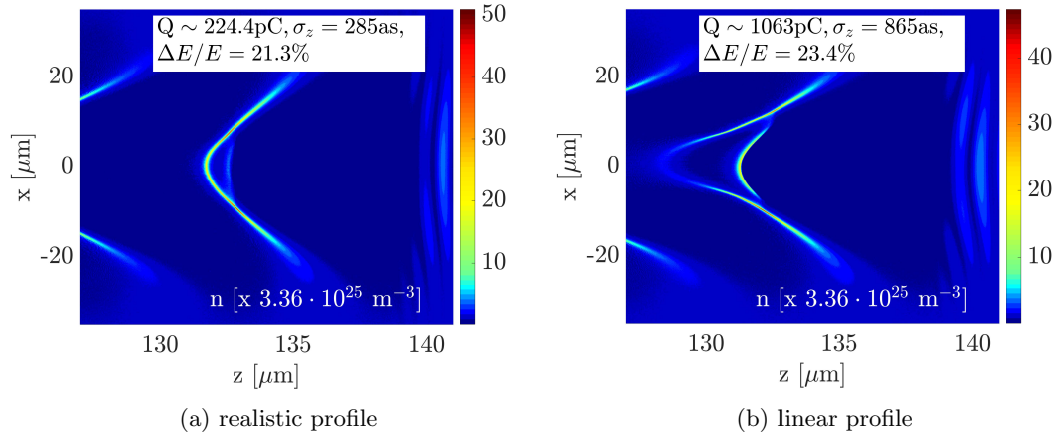 Q ∼ 224.4pC, σ_z = 285as,
ΔE/E = 21.3%
20
0
-20
x [μm]
n [x 3.36 · 10^25 m^−3]
130
135
140
z [μm]
50
40
30
20
10
(a) realistic profile
Q ∼ 1063pC, σ_z = 865as,
ΔE/E = 23.4%
20
0
-20
x [μm]
n [x 3.36 · 10^25 m^−3]
130
135
140
z [μm]
40
30
20
10
(b) linear profile